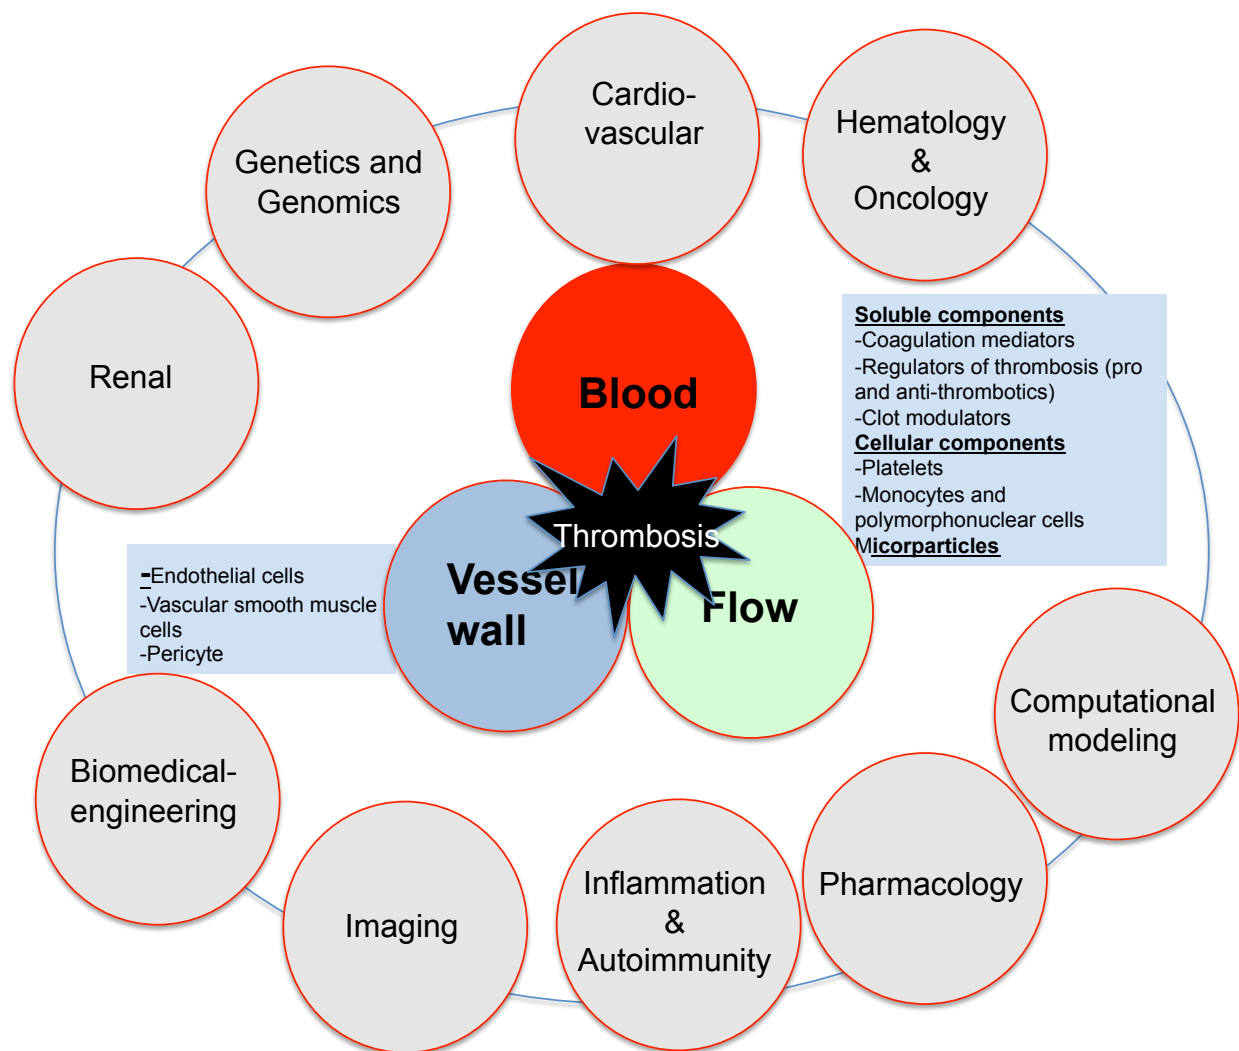 Cardio-
vascular
Hematology
&
Oncology
Genetics and
Genomics
Renal
Blood
Soluble components
-Coagulation mediators
-Regulators of thrombosis (pro
and anti-thrombotics)
-Clot modulators
Cellular components
-Platelets
-Monocytes and
polymorphonuclear cells
Micorparticles
Thrombosis
Vessel
wall
Flow
-Endothelial cells
-Vascular smooth muscle
cells
-Pericyte
Computational
modeling
Biomedical-
engineering
Imaging
Inflammation
&
Autoimmunity
Pharmacology